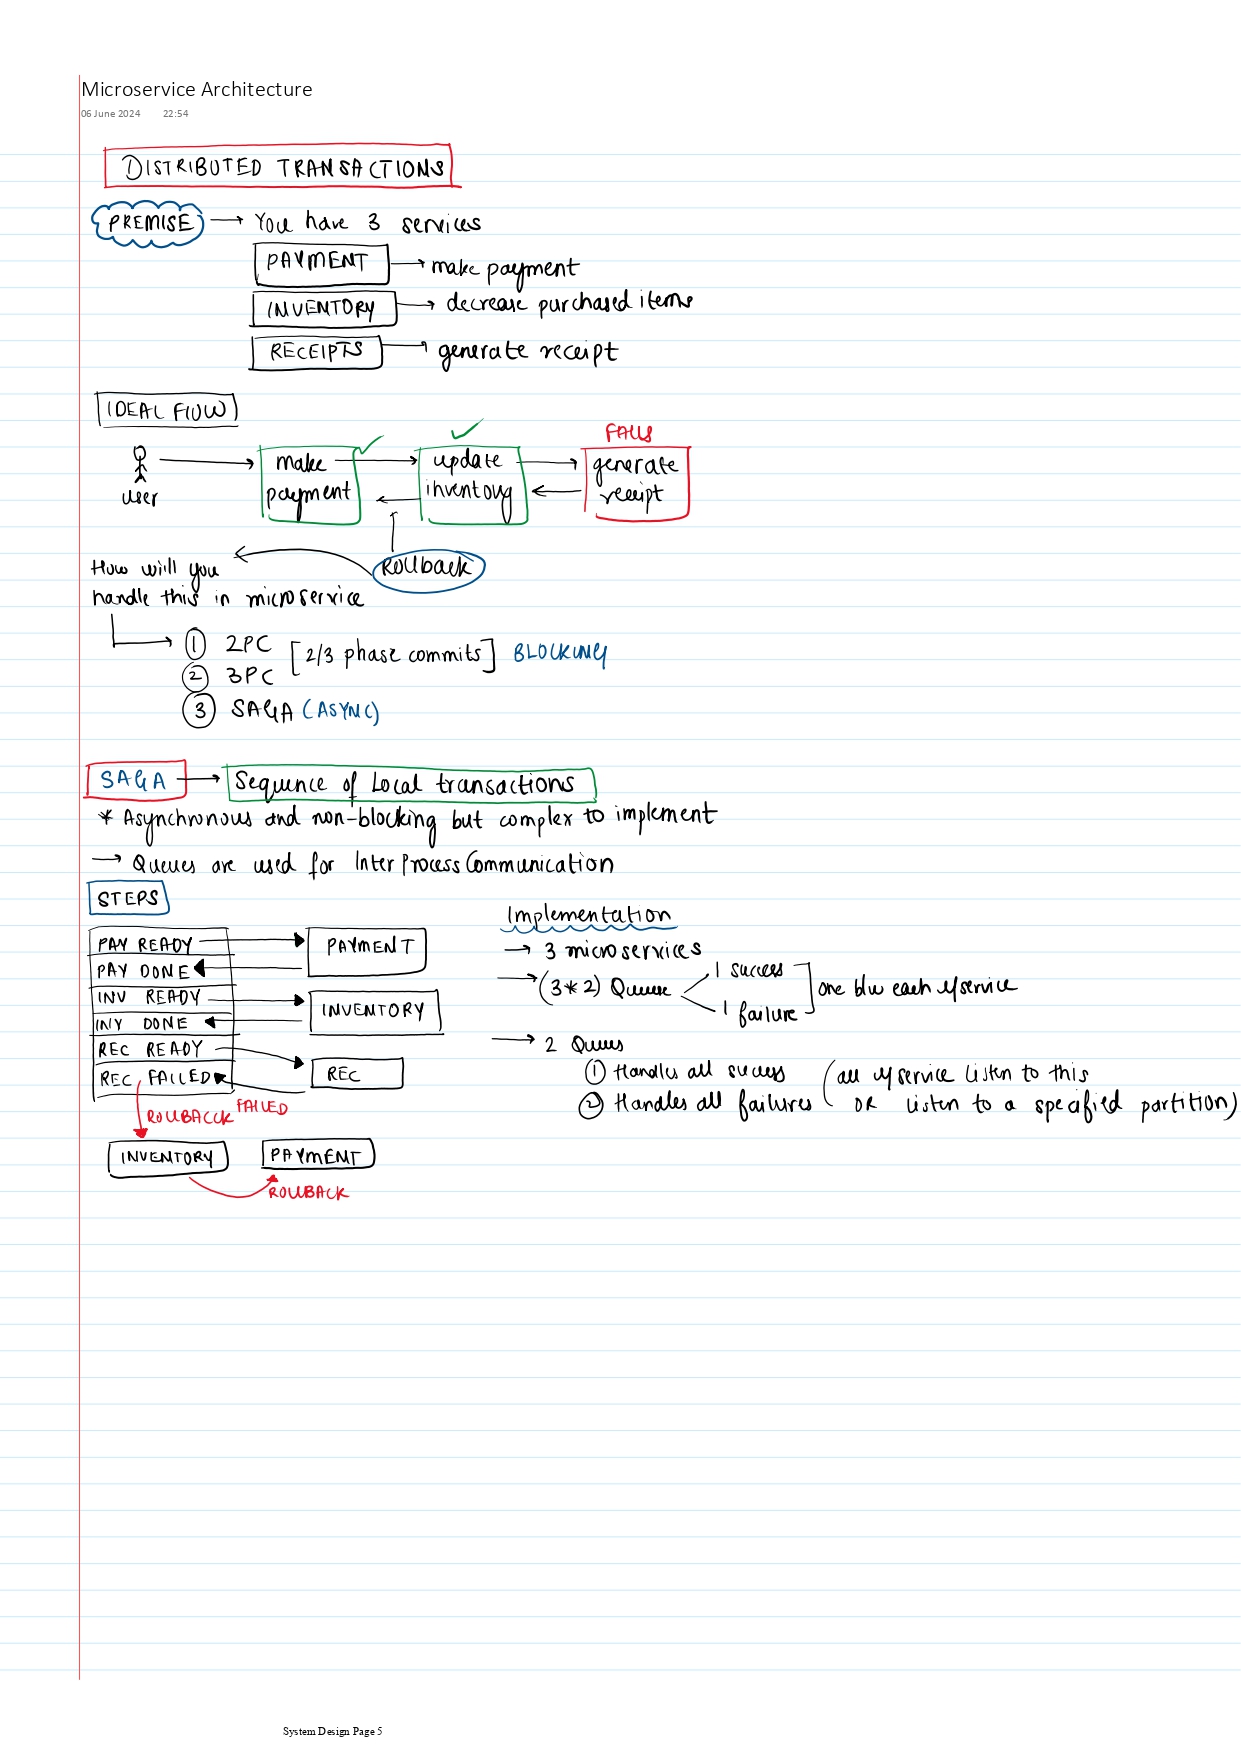 Microservice Architecture
06 June 2024 22:54
DISTRIBUTED TRANSACTIONS
PREMISE → You have 3 services
PAYMENT → make payment
INVENTORY → decrease purchased items
RECEIPTS → generate receipt
IDEAL FLOW
FAILS
user → make payment → update inventory → generate receipt
Rollback
How will you
handle this in microservice
① 2PC [2/3 phase commits] BLOCKING
② 3PC
③ SAGA (ASYNC)
SAGA → Sequence of Local transactions
* Asynchronous and non-blocking but complex to implement
→ Queues are used for Inter Process Communication
STEPS
Implementation
PAY READY
PAYMENT
PAY DONE
INV READY
INVENTORY
INV DONE
REC READY
REC
REC FAILED
FAILED
ROLLBACCK
INVENTORY
PAYMENT
ROLLBACK
→ 3 microservices
→ (3*2) Queue
1 success
1 failure
one b/w each μservice
→ 2 Queues
① Handles all success (all μservice listen to this
② Handles all failures OR listen to a specified partition)
System Design Page 5